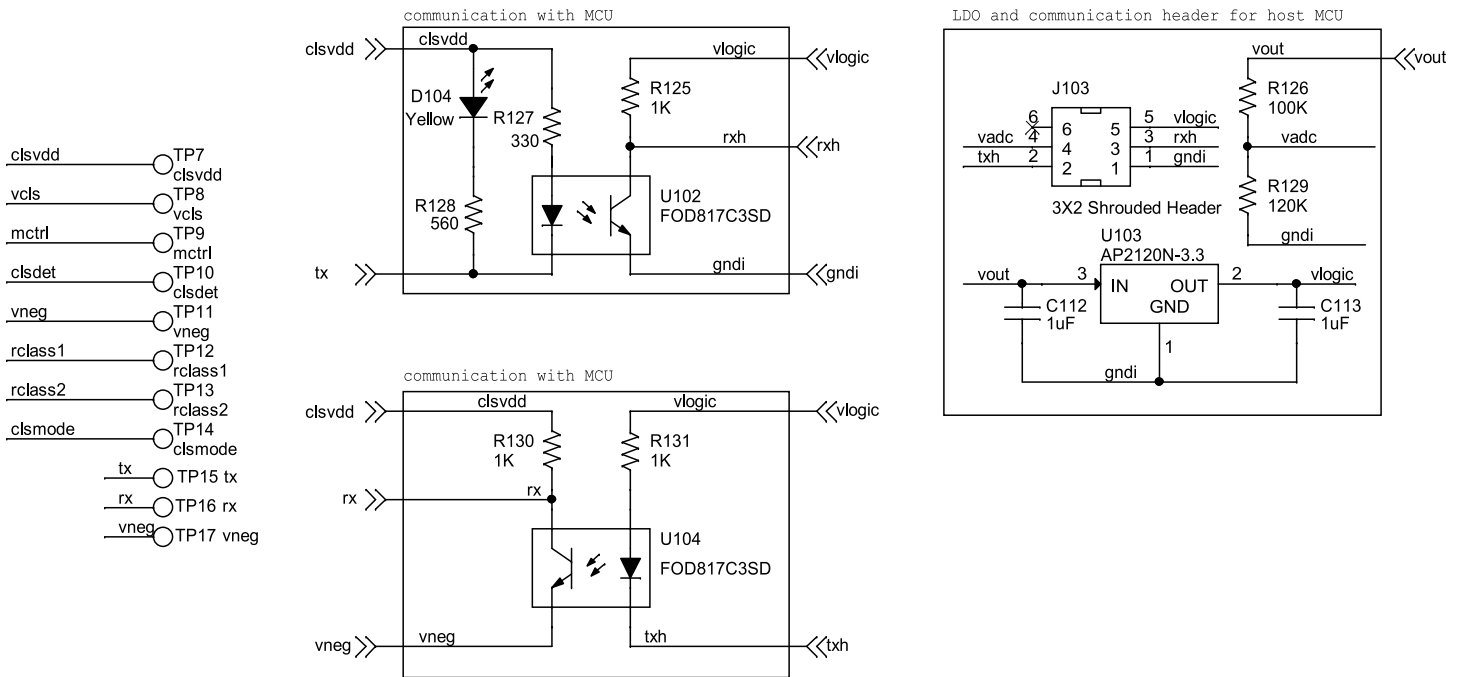 clsvdd
TP7
clsvdd
vcls
TP8
vcls
mctrl
TP9
mctrl
clsdet
TP10
clsdet
vneg
TP11
vneg
rclass1
TP12
rclass1
rclass2
TP13
rclass2
clsmode
TP14
clsmode
tx
TP15 tx
rx
TP16 rx
vneg
TP17 vneg
communication with MCU
clsvdd
clsvdd
vlogic
vlogic
D104
Yellow
R127
330
R125
1K
rxh
rxh
R128
560
U102
FOD817C3SD
tx
gndi
gndi
communication with MCU
clsvdd
clsvdd
vlogic
vlogic
R130
1K
R131
1K
rx
rx
U104
FOD817C3SD
vneg
vneg
txh
txh
LDO and communication header for host MCU
vout
vout
J103
R126
100K
6
6
5
5
vlogic
vadc
4
4
3
3
rxh
txh
2
2
1
1
gndi
vadc
3X2 Shrouded Header
R129
120K
gndi
U103
AP2120N-3.3
vout
3
IN
OUT
GND
2
vlogic
C112
1uF
C113
1uF
1
gndi